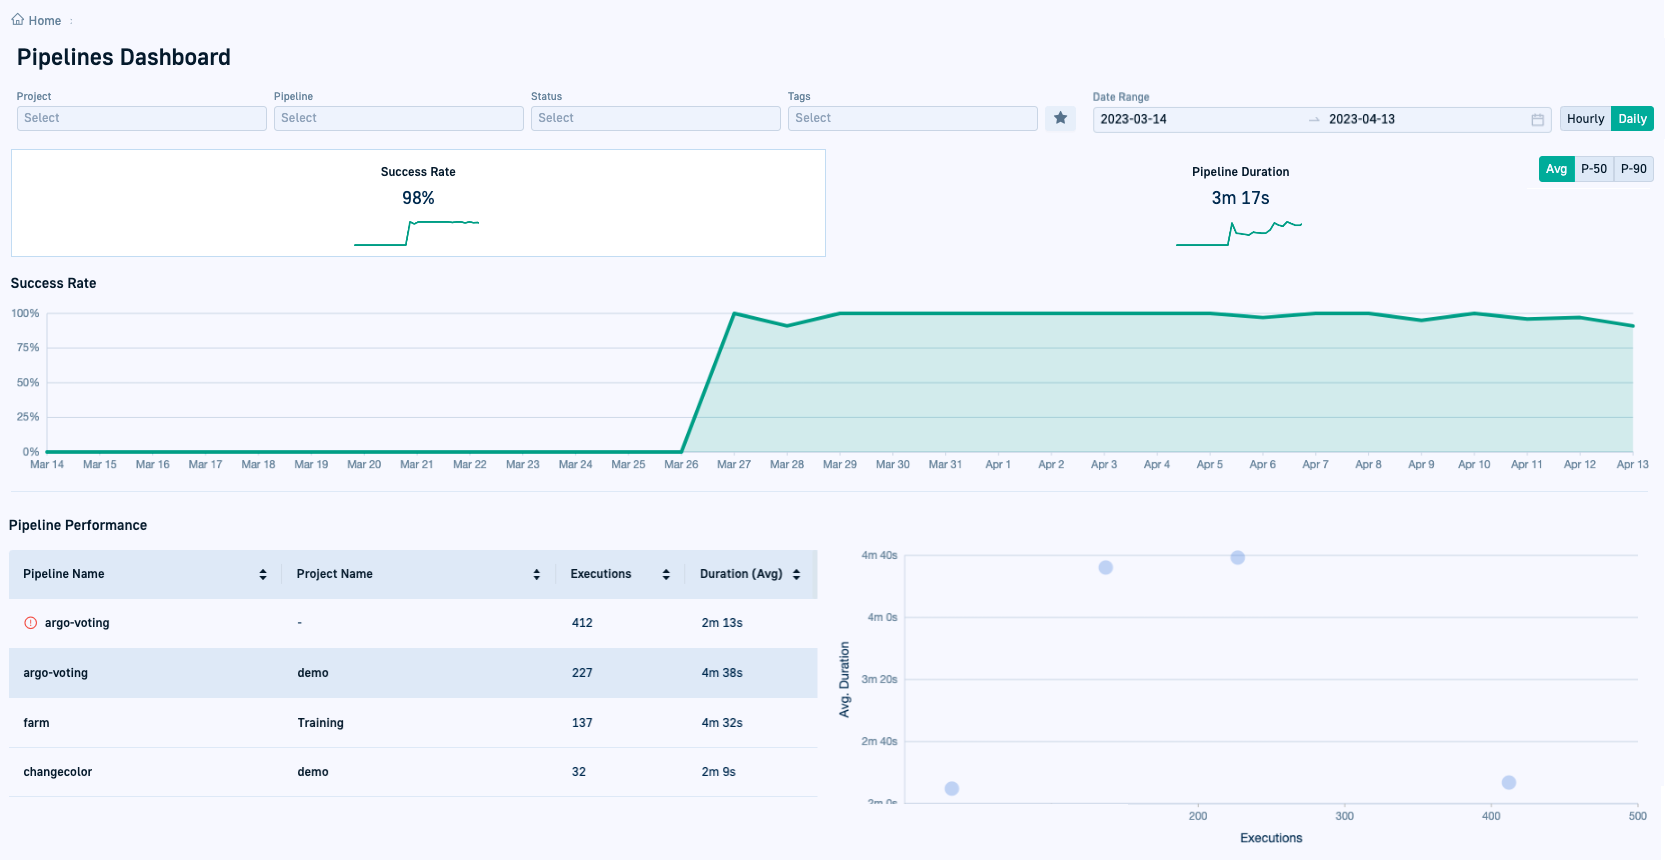 Home :
Pipelines Dashboard
Project Pipeline Status Tags Date Range
Select Select Select Select 2023-03-14 → 2023-04-13 Hourly Daily
Success Rate Pipeline Duration Avg P-50 P-90
98% 3m 17s
Success Rate
100%
75%
50%
25%
0%
Mar 14 Mar 15 Mar 16 Mar 17 Mar 18 Mar 19 Mar 20 Mar 21 Mar 22 Mar 23 Mar 24 Mar 25 Mar 26 Mar 27 Mar 28 Mar 29 Mar 30 Mar 31 Apr 1 Apr 2 Apr 3 Apr 4 Apr 5 Apr 6 Apr 7 Apr 8 Apr 9 Apr 10 Apr 11 Apr 12 Apr 13
Pipeline Performance
Pipeline Name Project Name Executions Duration (Avg)
argo-voting - 412 2m 13s
argo-voting demo 227 4m 38s
farm Training 137 4m 32s
changecolor demo 32 2m 9s
4m 40s
4m 0s
3m 20s
2m 40s
2m 0s
Avg. Duration
200 300 400 500
Executions